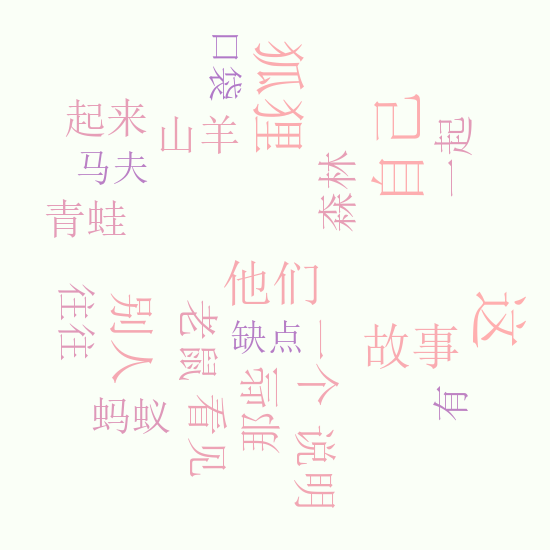 口袋
狐狸
起来
山羊
自己
一起
马夫
森林
青蛙
他们
往往
别人
老鼠
缺点
一个
故事
这
蚂蚁
看见
说明
有